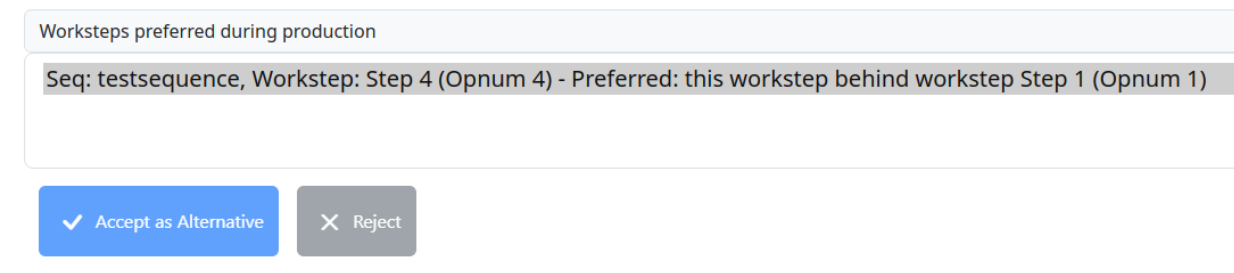 Worksteps preferred during production
Seq: testsequence, Workstep: Step 4 (Opnum 4) - Preferred: this workstep behind workstep Step 1 (Opnum 1)
Accept as Alternative
Reject